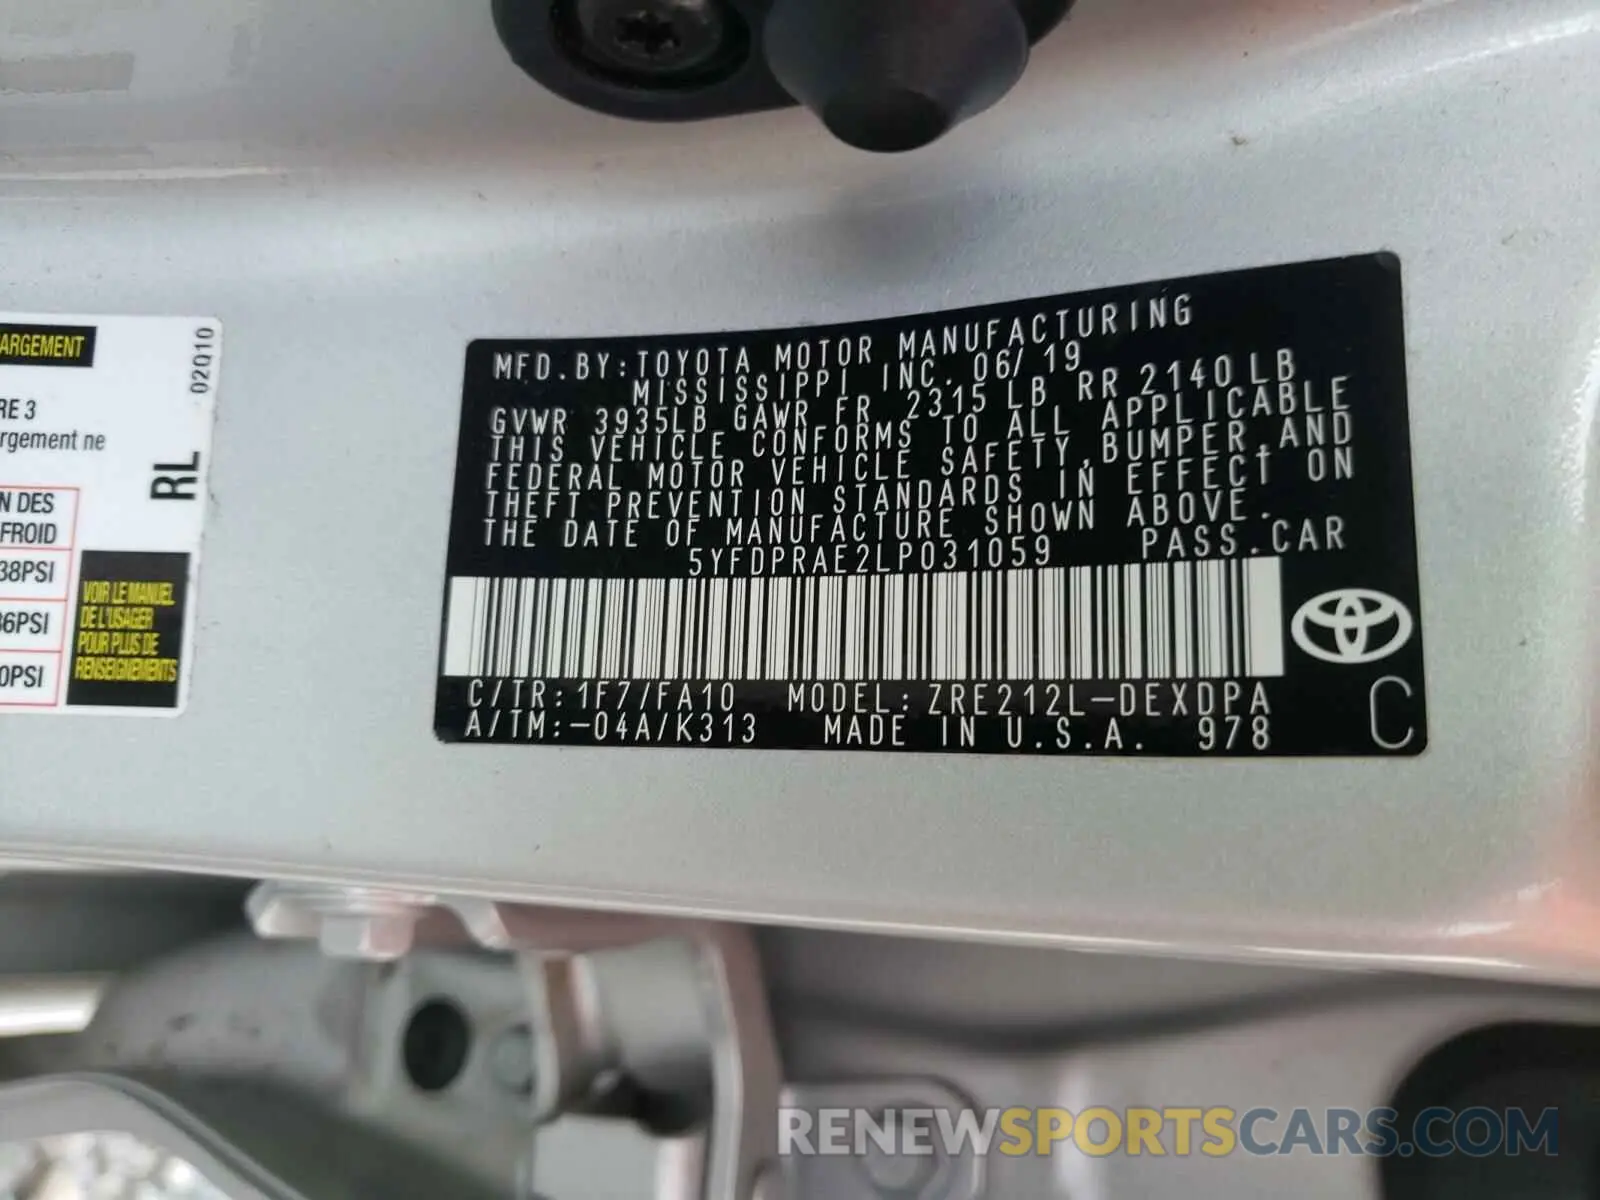 ARGEMENT
02Q10
RE 3
rgement ne
RL
N DES
FROID
38PSI
36PSI
0PSI
VOIR LE MANUEL
DE L'USAGER
POUR PLUS DE
RENSEIGNEMENTS
MFD.BY:TOYOTA MOTOR MANUFACTURING
MISSISSIPPI INC. 06/19
GVWR 3935LB GAWR FR 2315 LB RR 2140 LB
THIS VEHICLE CONFORMS TO ALL APPLICABLE
FEDERAL MOTOR VEHICLE SAFETY,BUMPER,AND
THEFT PREVENTION STANDARDS IN EFFECT ON
THE DATE OF MANUFACTURE SHOWN ABOVE.
5YFDPRAE2LP031059 PASS.CAR
C/TR:1F7/FA10 MODEL:ZRE212L-DEXDPA
A/TM:-04A/K313 MADE IN U.S.A. 978
C
RENEWSPORTSCARS.COM